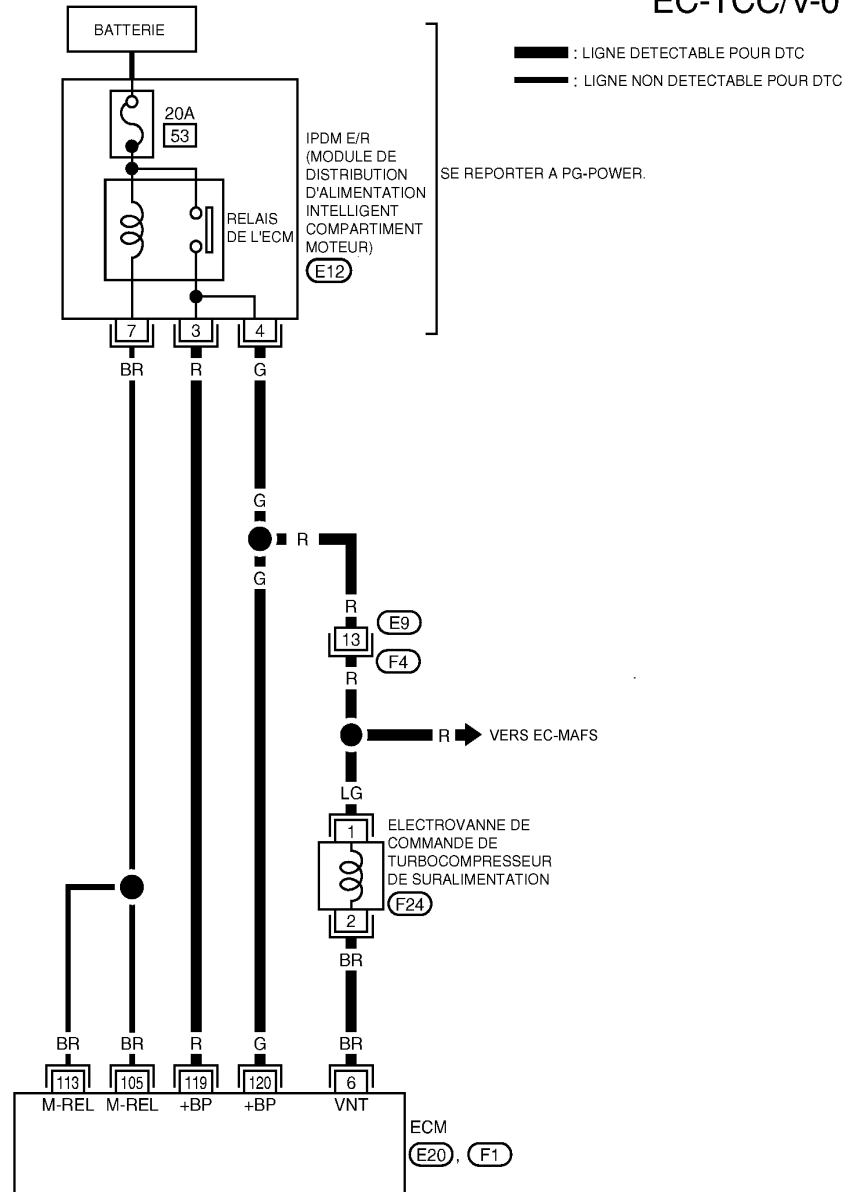 EC-TCC/V-0
BATTERIE
: LIGNE DETECTABLE POUR DTC
: LIGNE NON DETECTABLE POUR DTC
20A
53
IPDM E/R
(MODULE DE
DISTRIBUTION
D'ALIMENTATION
INTELLIGENT
COMPARTIMENT
MOTEUR)
E12
SE REPORTER A PG-POWER.
RELAIS
DE L'ECM
7 3 4
BR R G
G
R
G
R
E9
13
F4
R
R VERS EC-MAFS
LG
1
ELECTROVANNE DE
COMMANDE DE
TURBOCOMPRESSEUR
DE SURALIMENTATION
F24
2
BR
BR BR R G BR
113 105 119 120 6
M-REL M-REL +BP +BP VNT
ECM
E20, F1